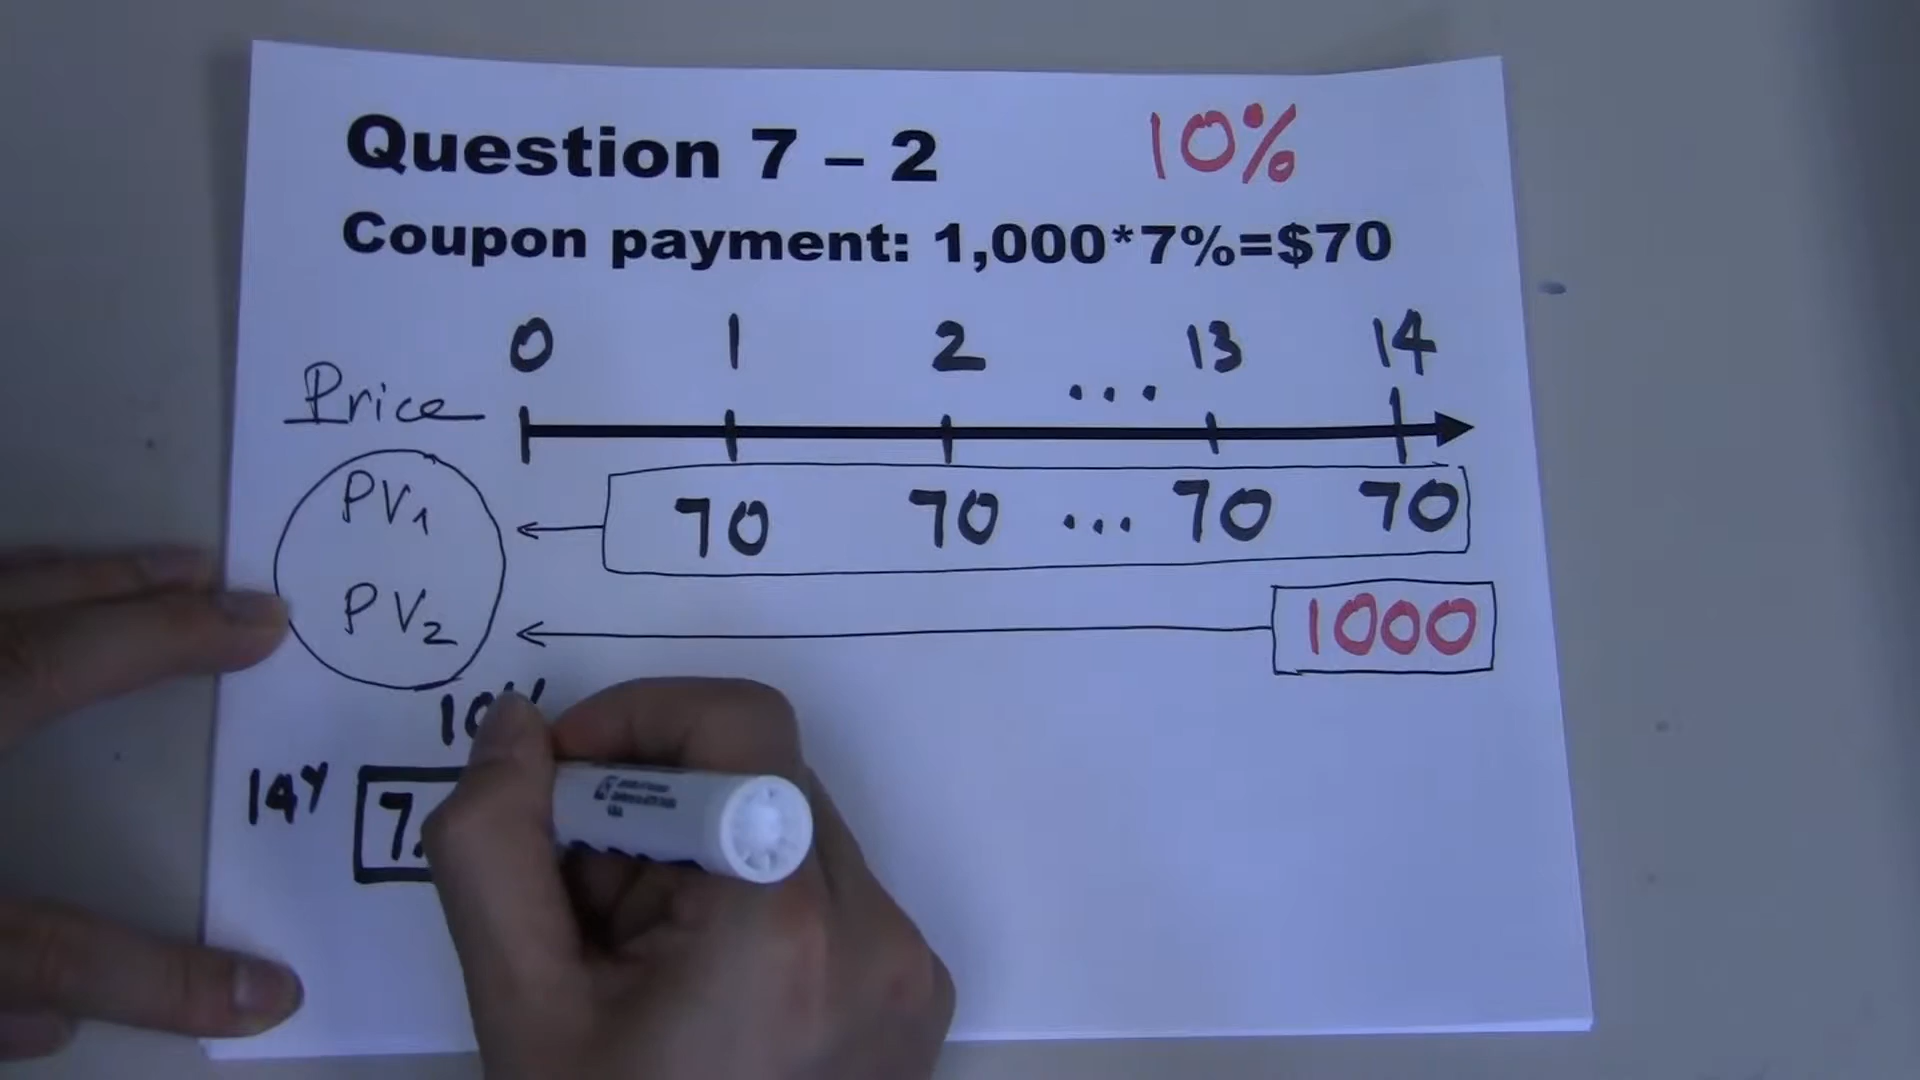 Question 7 – 2 10%
Coupon payment: 1,000*7%=$70
0 1 2 ... 13 14
Price
PV1 70 70 ... 70 70
PV2 1000
14Y